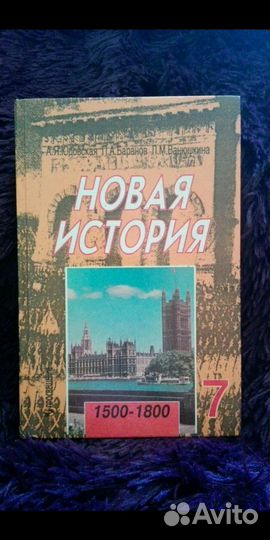 А.Я.Юдовская П.А.Баранов Л.М.Ванюшкина
НОВАЯ
ИСТОРИЯ
Просвещение
1500-1800
7
Avito